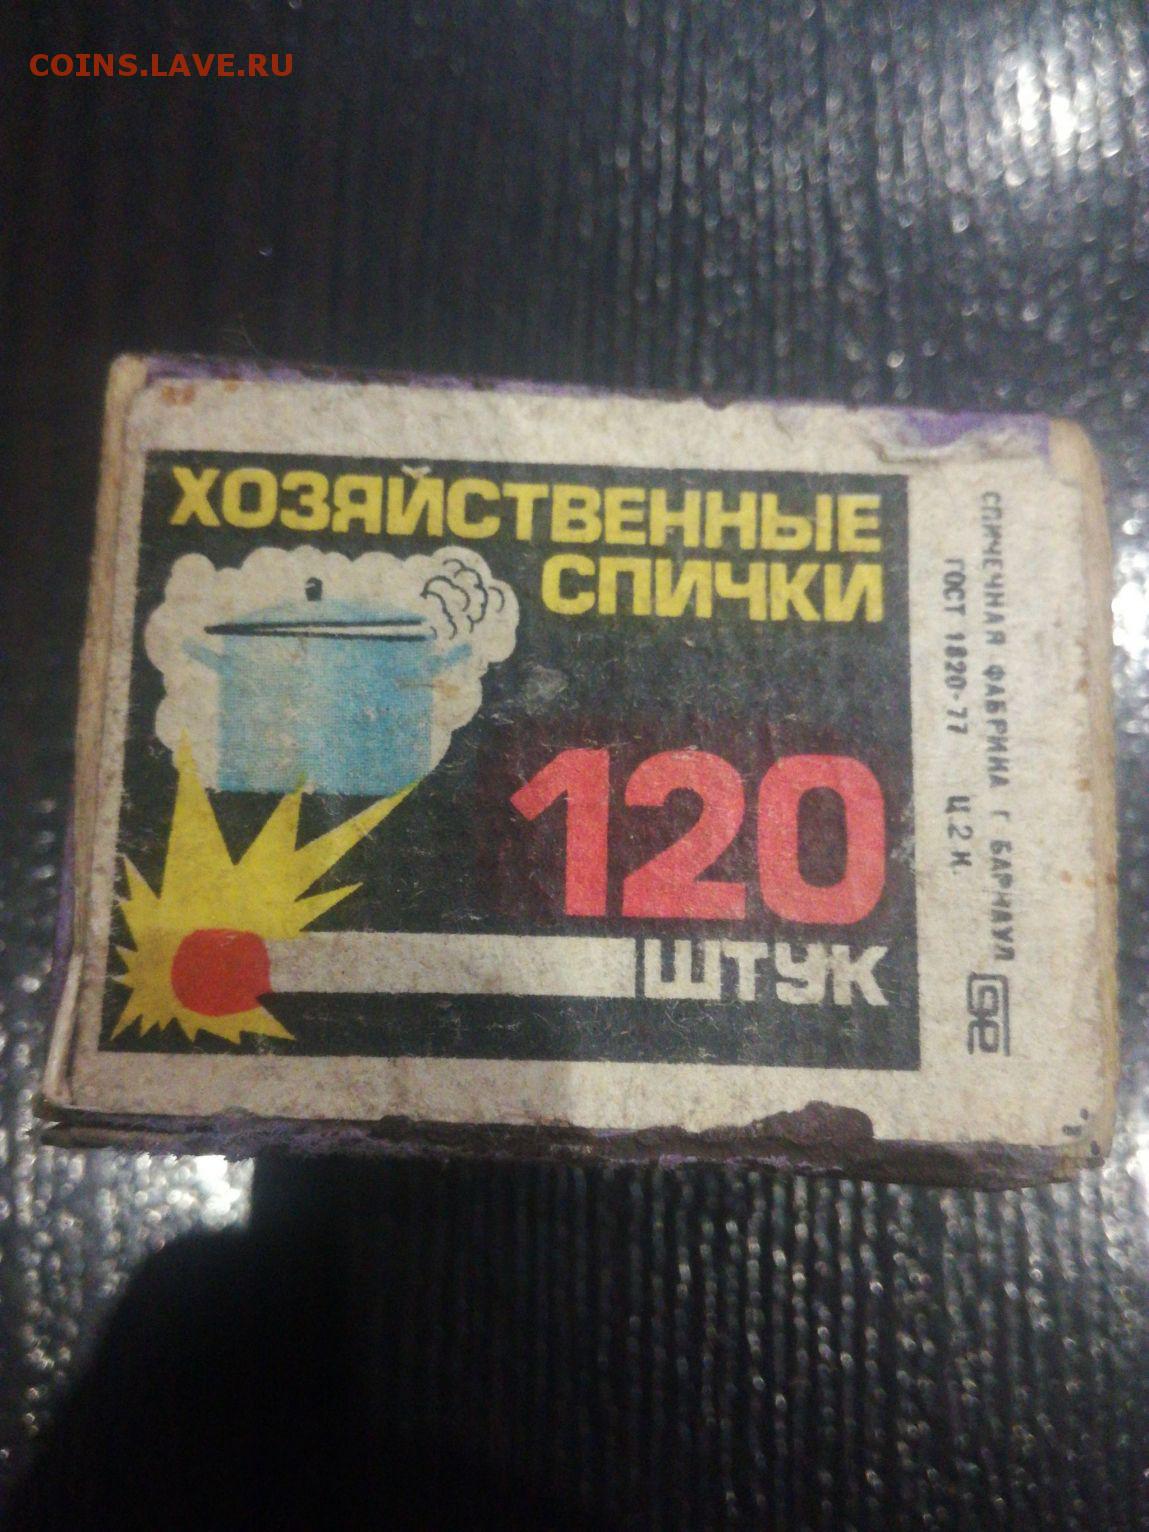 COINS.LAVE.RU
ХОЗЯЙСТВЕННЫЕ
СПИЧКИ
120
ШТУК
СПИЧЕЧНАЯ ФАБРИКА Г БАРНАУЛ
ГОСТ 1820-77 Ц 2 К.